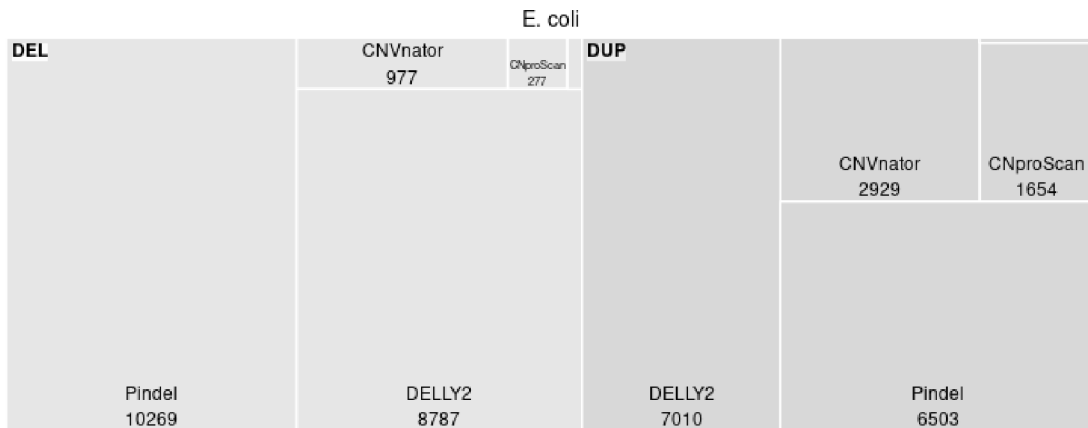 E. coli
DEL
CNVnator
977
CNproScan
277
Pindel
10269
DELLY2
8787
DUP
CNVnator
2929
CNproScan
1654
DELLY2
7010
Pindel
6503